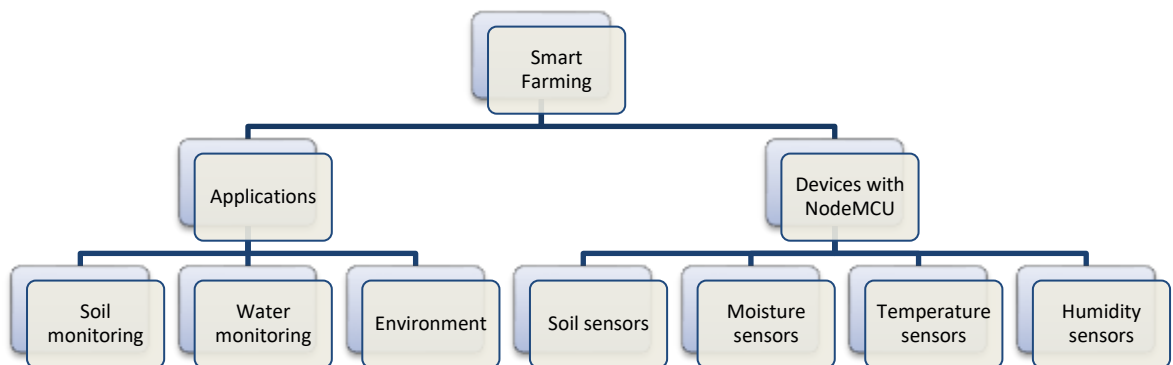 Smart
Farming
Applications
Devices with
NodeMCU
Soil
monitoring
Water
monitoring
Environment
Soil sensors
Moisture
sensors
Temperature
sensors
Humidity
sensors